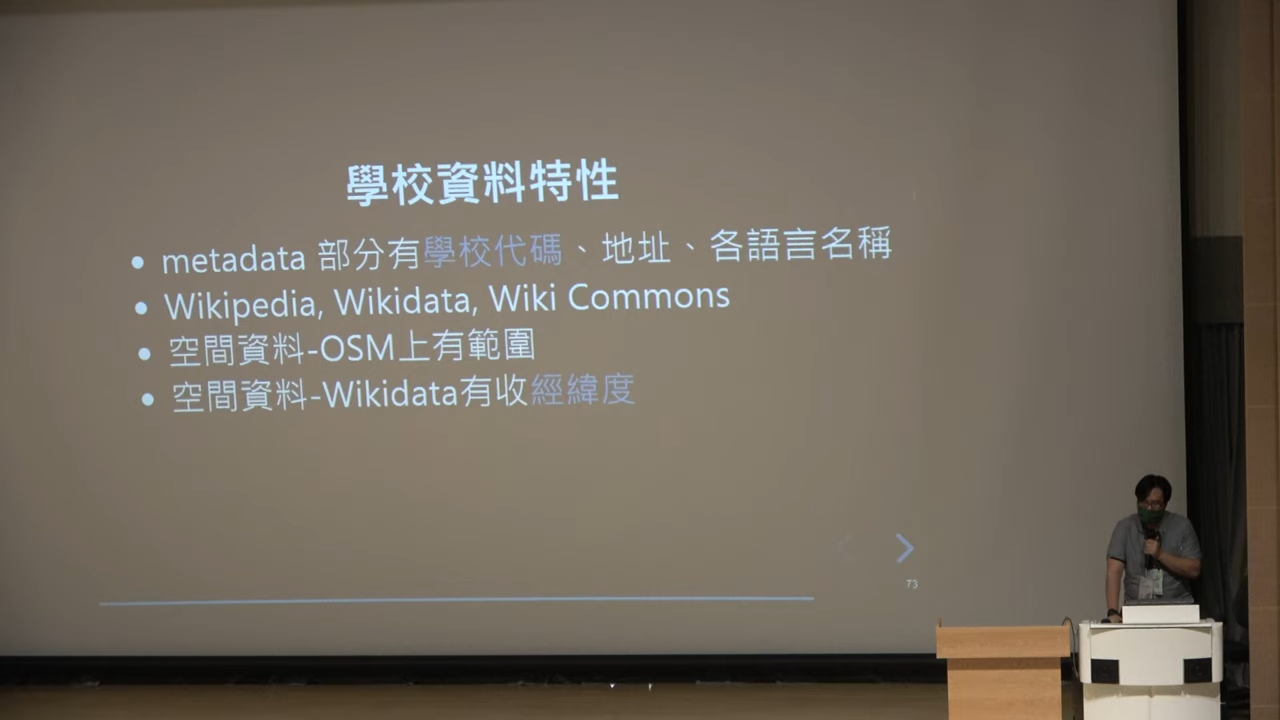 學校資料特性
• metadata 部分有學校代碼、地址、各語言名稱
• Wikipedia, Wikidata, Wiki Commons
• 空間資料-OSM上有範圍
• 空間資料-Wikidata有收經緯度
73